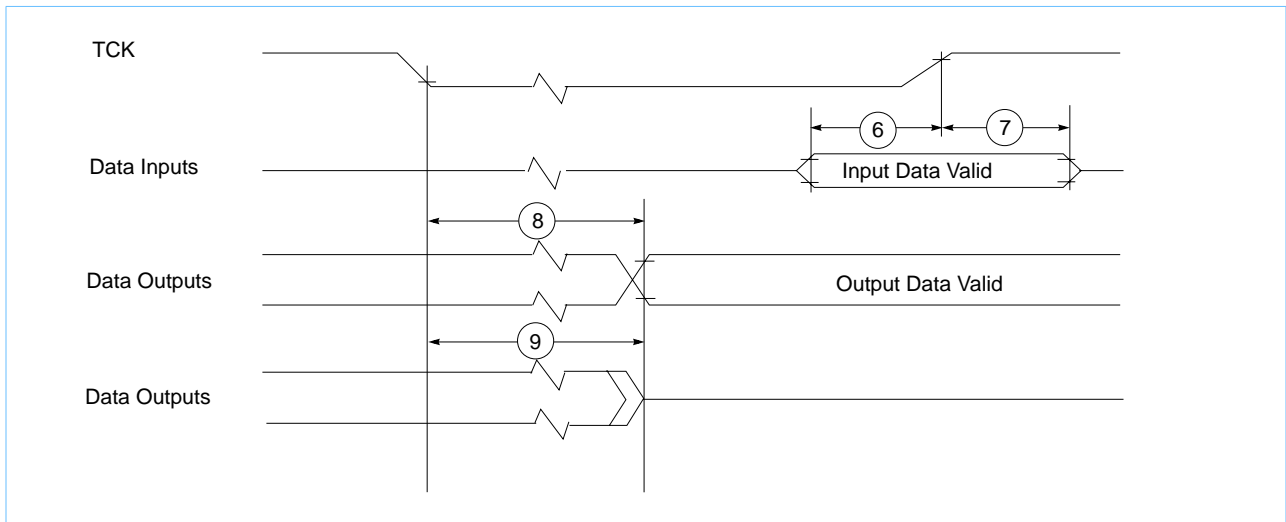 TCK
6
7
Data Inputs
Input Data Valid
8
Data Outputs
Output Data Valid
9
Data Outputs